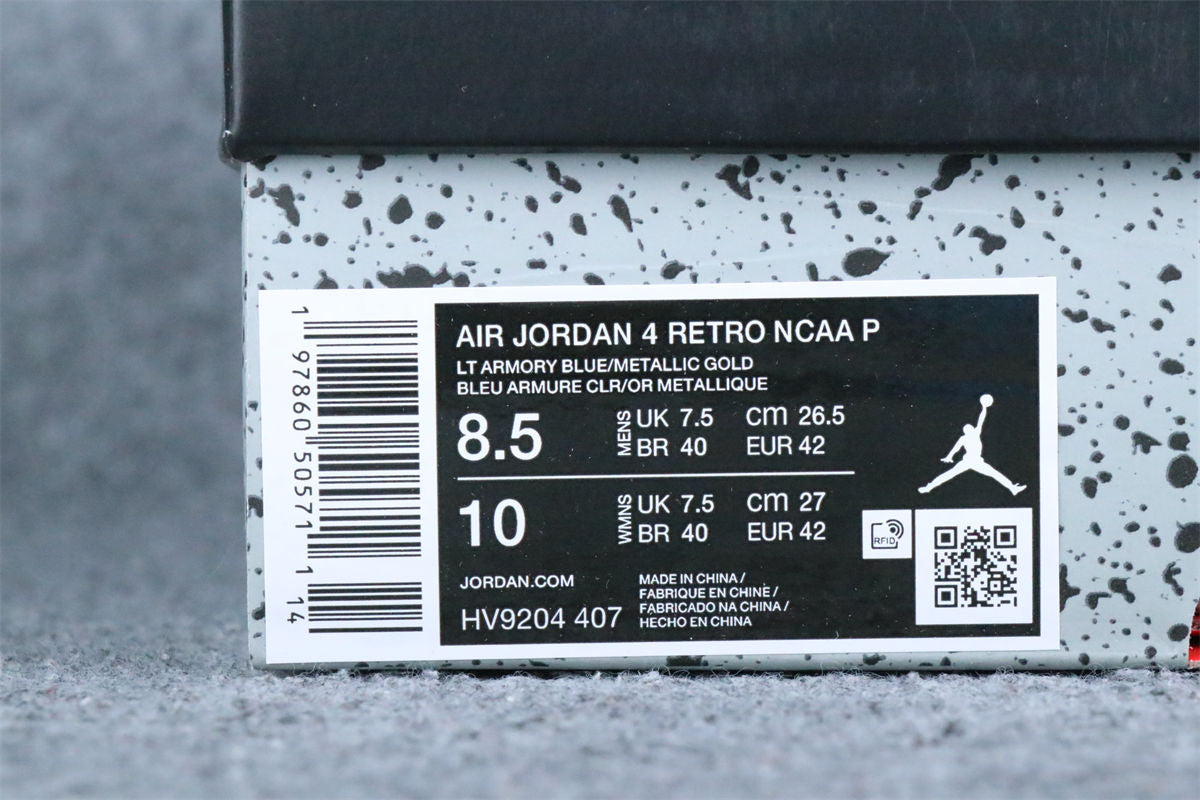 AIR JORDAN 4 RETRO NCAA P
LT ARMORY BLUE/METALLIC GOLD
BLEU ARMURE CLR/OR METALLIQUE
8.5 MENS UK 7.5 CM 26.5
BR 40 EUR 42
10 WMNS UK 7.5 CM 27
BR 40 EUR 42
JORDAN.COM
HV9204 407
MADE IN CHINA /
FABRIQUÉ EN CHINE /
FABRICADO NA CHINA /
HECHO EN CHINA
RFID
1 97860 50571 1 14